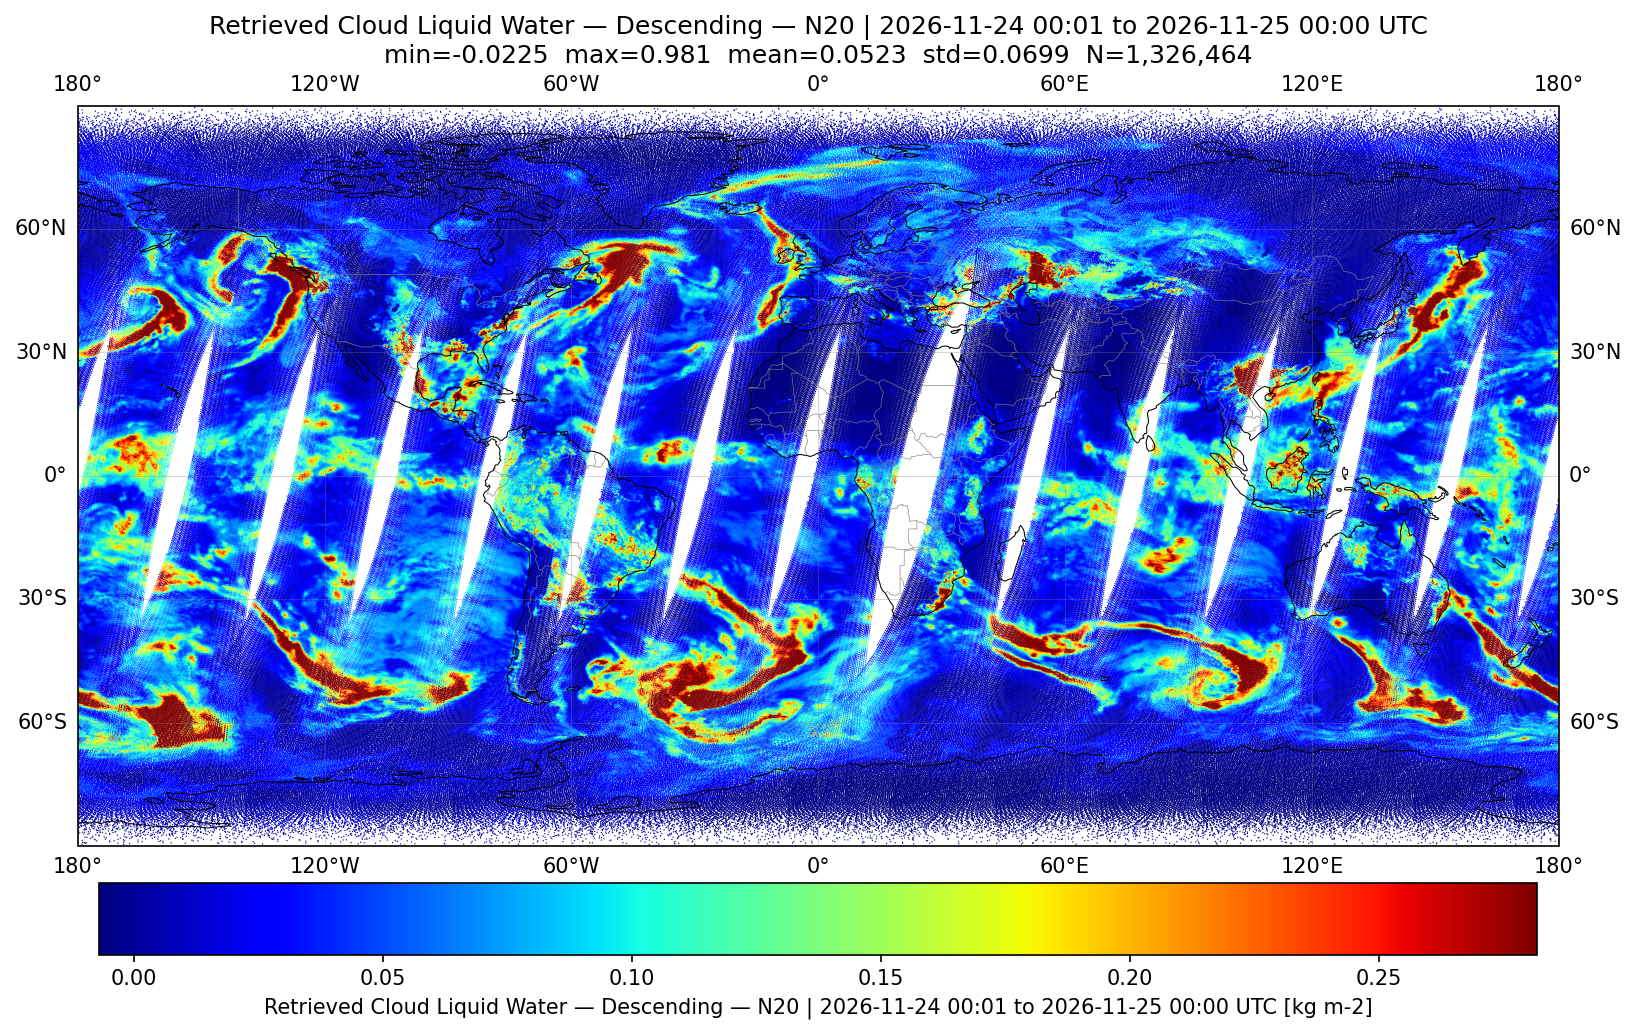 Retrieved Cloud Liquid Water — Descending — N20 | 2026-11-24 00:01 to 2026-11-25 00:00 UTC
min=-0.0225 max=0.981 mean=0.0523 std=0.0699 N=1,326,464
180° 120°W 60°W 0° 60°E 120°E 180°
60°N 60°N
30°N 30°N
0° 0°
30°S 30°S
60°S 60°S
180° 120°W 60°W 0° 60°E 120°E 180°
0.00 0.05 0.10 0.15 0.20 0.25
Retrieved Cloud Liquid Water — Descending — N20 | 2026-11-24 00:01 to 2026-11-25 00:00 UTC [kg m-2]